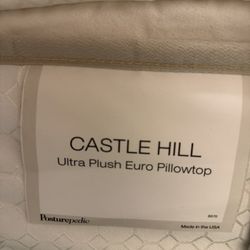 CASTLE HILL
Ultra Plush Euro Pillowtop
Posturepedic
Made in the USA